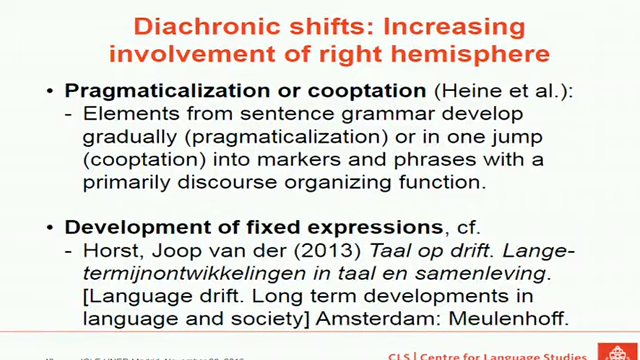 Diachronic shifts: Increasing
involvement of right hemisphere
• Pragmaticalization or cooptation (Heine et al.):
- Elements from sentence grammar develop
gradually (pragmaticalization) or in one jump
(cooptation) into markers and phrases with a
primarily discourse organizing function.
• Development of fixed expressions, cf.
- Horst, Joop van der (2013) Taal op drift. Lange-
termijnontwikkelingen in taal en samenleving.
[Language drift. Long term developments in
language and society] Amsterdam: Meulenhoff.
CLS | Centre for Language Studies